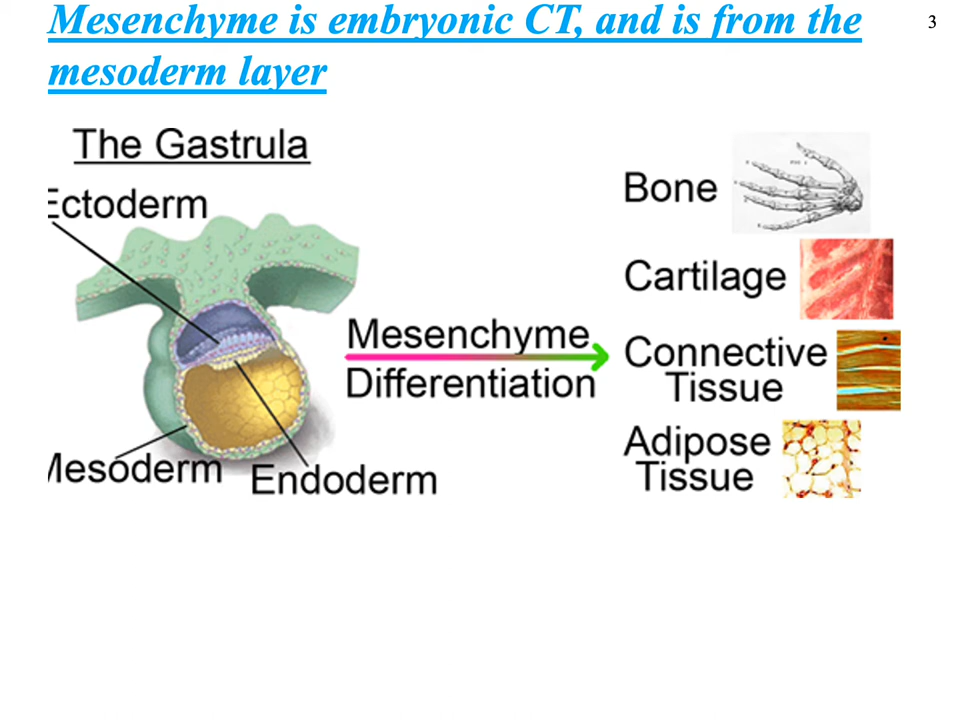 Mesenchyme is embryonic CT, and is from the
mesoderm layer
3
The Gastrula
Ectoderm
Mesoderm
Endoderm
Mesenchyme
Differentiation
Bone
Cartilage
Connective
Tissue
Adipose
Tissue